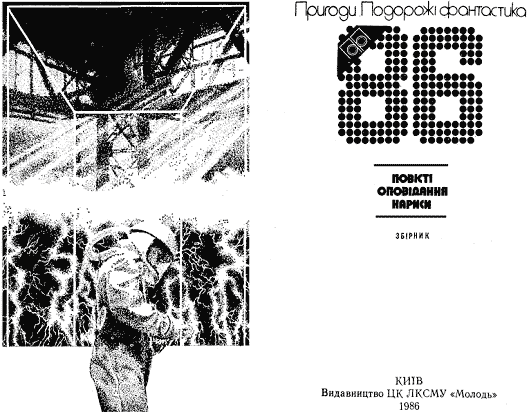 Пригоди Подорожі фантастика
86
ПОВІСТІ
ОПОВІДАННЯ
НАРИСИ
ЗБІРНИК
КИЇВ
Видавництво ЦК ЛКСМУ «Молодь»
1986